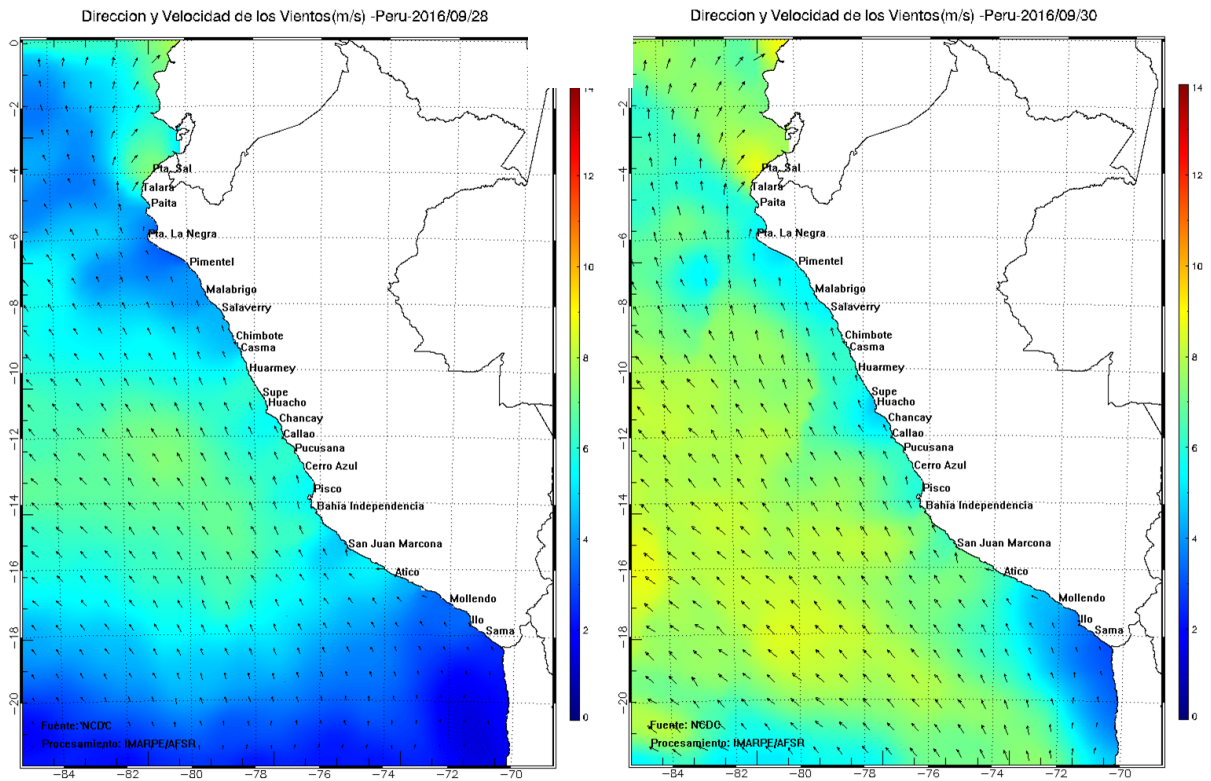 Direccion y Velocidad de los Vientos(m/s) -Peru-2016/09/28
0
-2
-4
-6
-8
-10
-12
-14
-16
-18
-20
Pta. Sal
Talara
Paita
Pta. La Negra
Pimentel
Malabrigo
Salaverry
Chimbote
Casma
Huarmey
Supe
Huacho
Chancay
Callao
Pucusana
Cerro Azul
Pisco
Bahia Independencia
San Juan Marcona
Atico
Mollendo
Ilo
Sama
Fuente: NCDC
Procesamiento: IMARPE/AFSR
-84 -82 -80 -78 -76 -74 -72 -70
14
12
10
8
6
4
2
0
Direccion y Velocidad de los Vientos(m/s) -Peru-2016/09/30
0
-2
-4
-6
-8
-10
-12
-14
-16
-18
-20
Pta. Sal
Talara
Paita
Pta. La Negra
Pimentel
Malabrigo
Salaverry
Chimbote
Casma
Huarmey
Supe
Huacho
Chancay
Callao
Pucusana
Cerro Azul
Pisco
Bahia Independencia
San Juan Marcona
Atico
Mollendo
Ilo
Sama
Fuente: NCDC
Procesamiento: IMARPE/AFSR
-84 -82 -80 -78 -76 -74 -72 -70
14
12
10
8
6
4
2
0